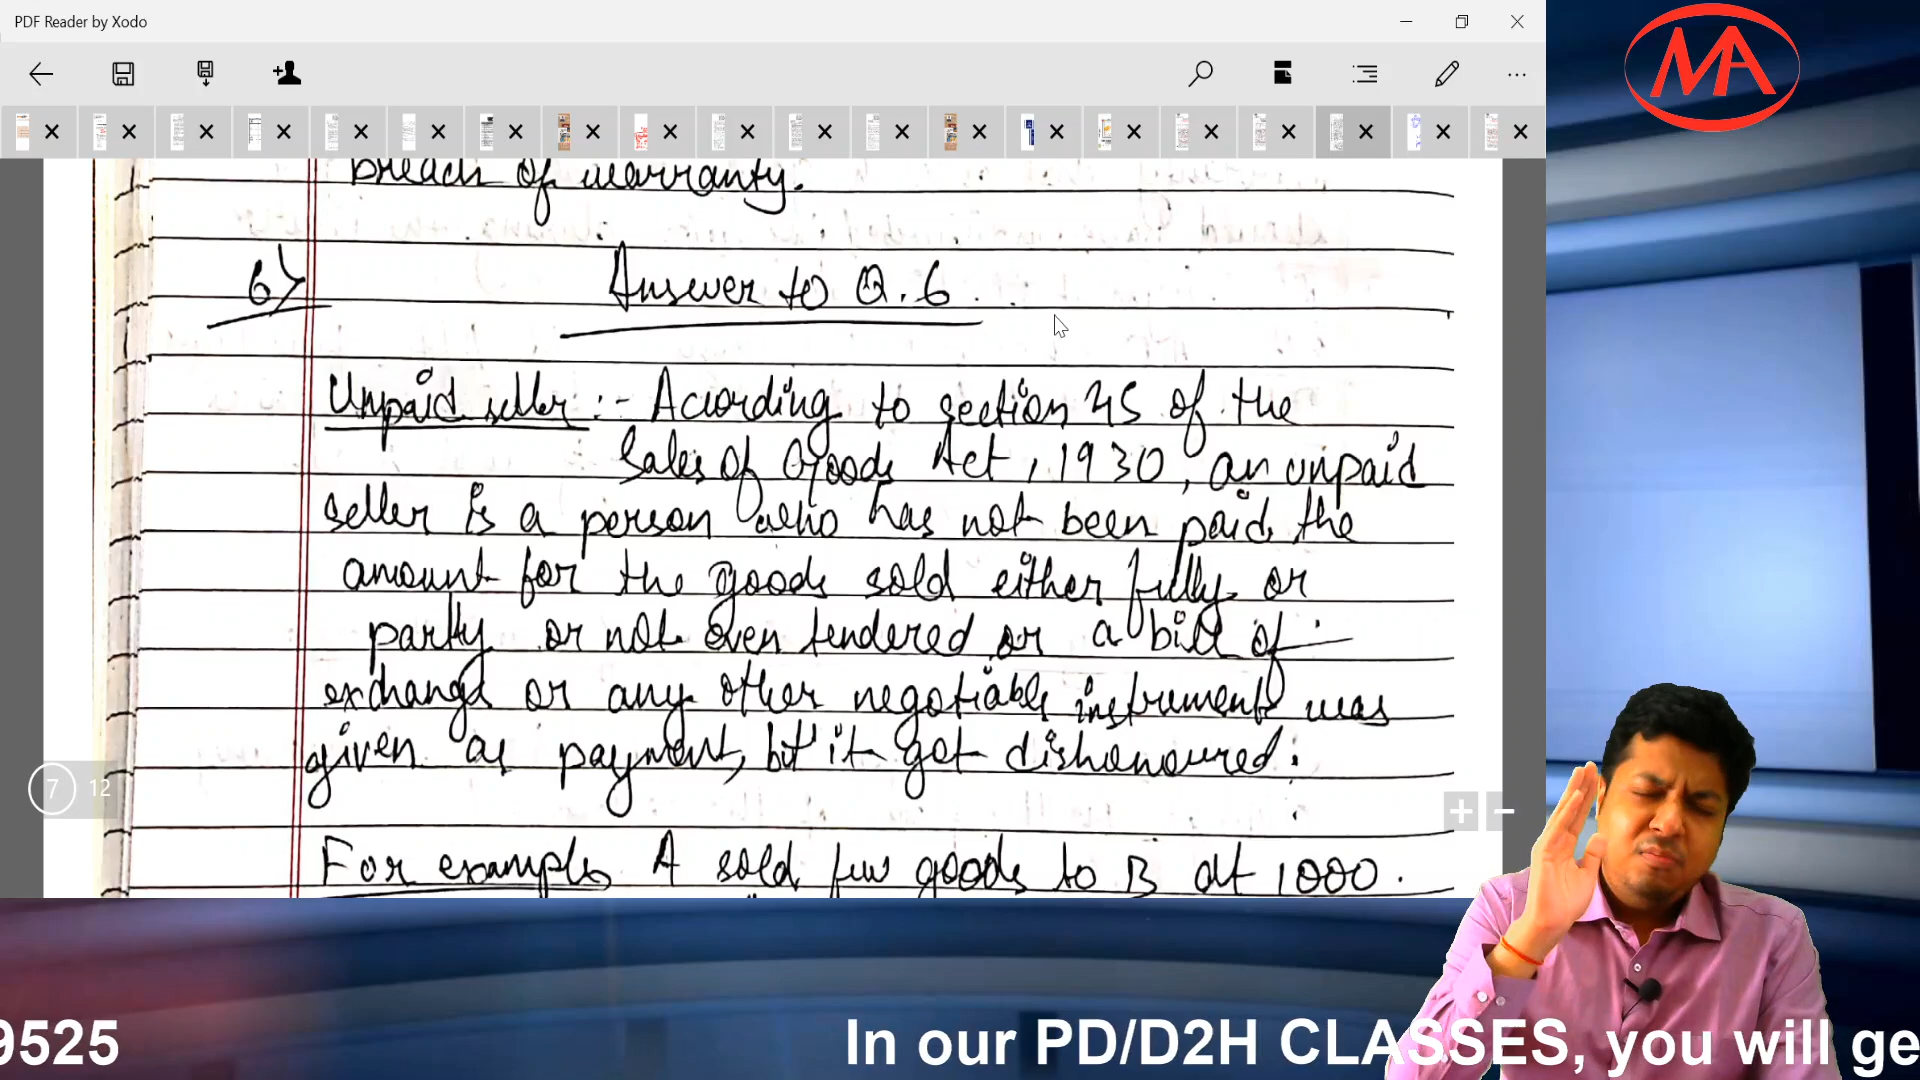 PDF Reader by Xodo
MA
breach of warranty.
6>
Answer to Q. 6.
Unpaid seller :- Acording to section 45 of the
Sales of Goods Act, 1930, an unpaid
seller is a person who has not been paid the
amount for the goods sold either fully or
partly or not even tendered or a bill of
exchange or any other negotiable instrument was
given as payment, but it got dishonoured.
For example A sold few goods to B at 1000.
7 12
9525
In our PD/D2H CLASSES, you will ge